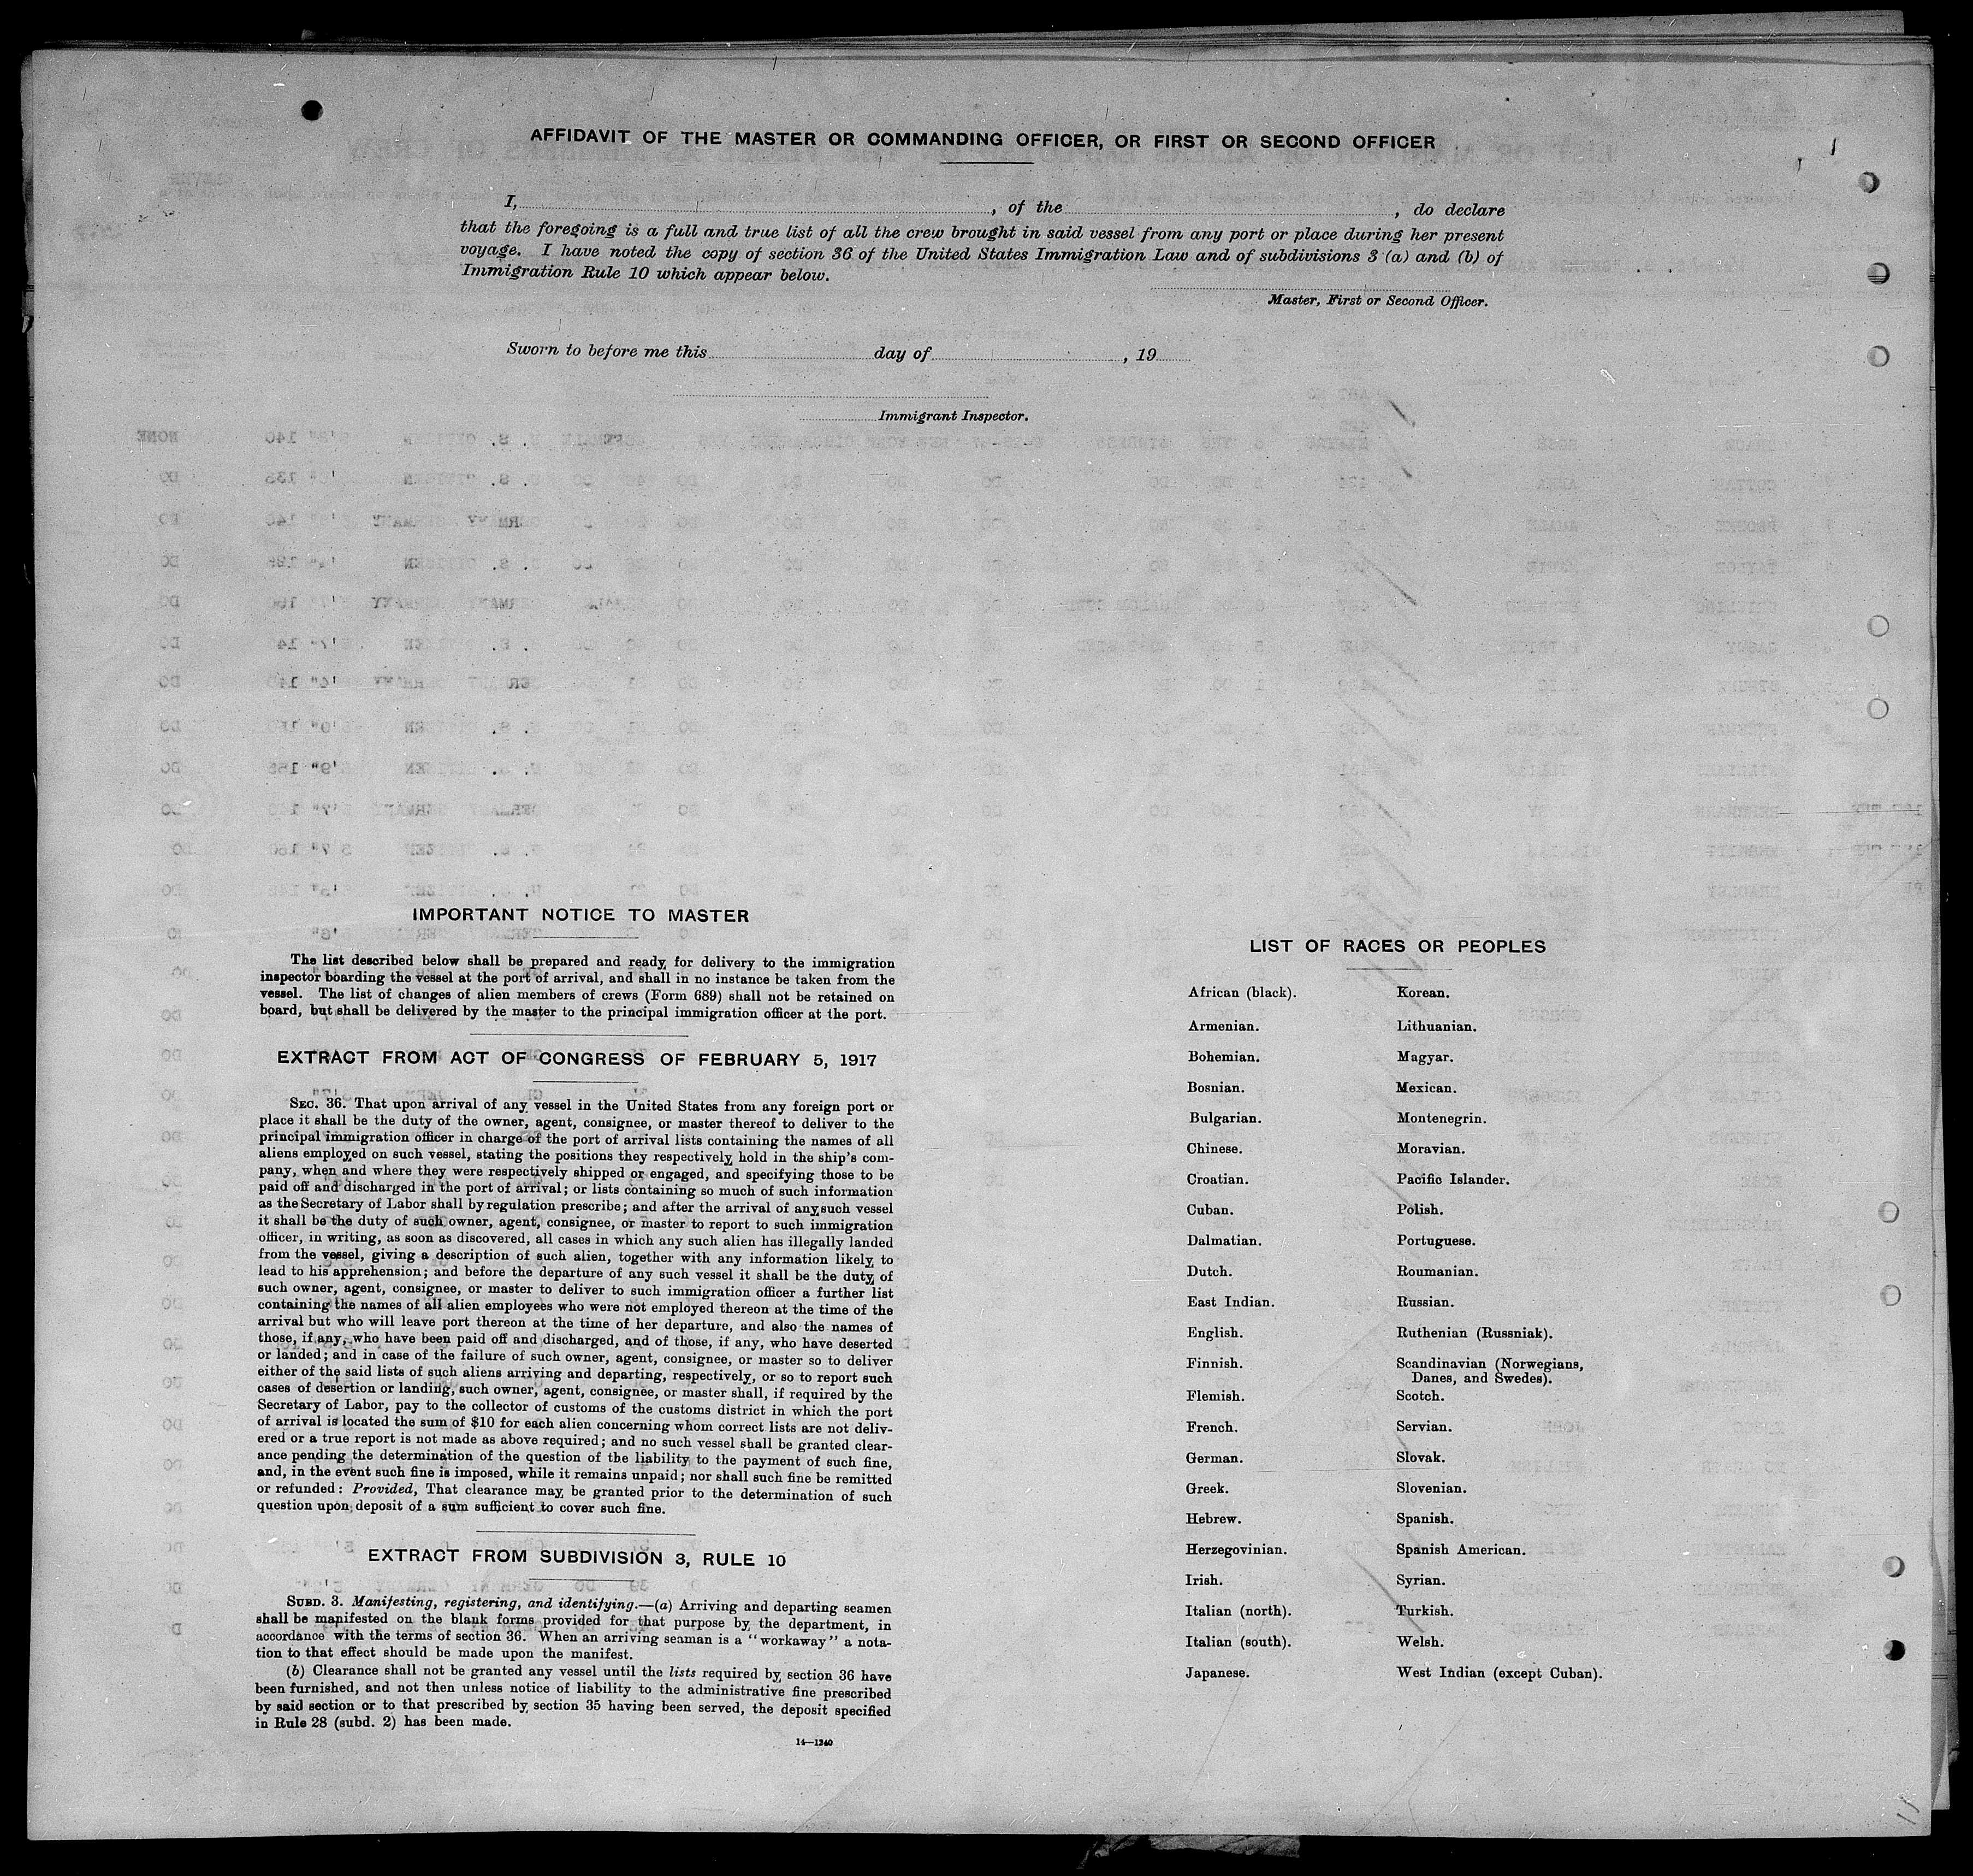 AFFIDAVIT OF THE MASTER OR COMMANDING OFFICER, OR FIRST OR SECOND OFFICER
I, , of the , do declare
that the foregoing is a full and true list of all the crew brought in said vessel from any port or place during her present
voyage. I have noted the copy of section 36 of the United States Immigration Law and of subdivisions 3 (a) and (b) of
Immigration Rule 10 which appear below.
Master, First or Second Officer.
Sworn to before me this day of , 19
Immigrant Inspector.
IMPORTANT NOTICE TO MASTER
The list described below shall be prepared and ready for delivery to the immigration
inspector boarding the vessel at the port of arrival, and shall in no instance be taken from the
vessel. The list of changes of alien members of crews (Form 689) shall not be retained on
board, but shall be delivered by the master to the principal immigration officer at the port.
EXTRACT FROM ACT OF CONGRESS OF FEBRUARY 5, 1917
SEC. 36. That upon arrival of any vessel in the United States from any foreign port or
place it shall be the duty of the owner, agent, consignee, or master thereof to deliver to the
principal immigration officer in charge of the port of arrival lists containing the names of all
aliens employed on such vessel, stating the positions they respectively hold in the ship's com-
pany, when and where they were respectively shipped or engaged, and specifying those to be
paid off and discharged in the port of arrival; or lists containing so much of such information
as the Secretary of Labor shall by regulation prescribe; and after the arrival of any such vessel
it shall be the duty of such owner, agent, consignee, or master to report to such immigration
officer, in writing, as soon as discovered, all cases in which any such alien has illegally landed
from the vessel, giving a description of such alien, together with any information likely to
lead to his apprehension; and before the departure of any such vessel it shall be the duty of
such owner, agent, consignee, or master to deliver to such immigration officer a further list
containing the names of all alien employees who were not employed thereon at the time of the
arrival but who will leave port thereon at the time of her departure, and also the names of
those, if any, who have been paid off and discharged, and of those, if any, who have deserted
or landed; and in case of the failure of such owner, agent, consignee, or master so to deliver
either of the said lists of such aliens arriving and departing, respectively, or so to report such
cases of desertion or landing, such owner, agent, consignee, or master shall, if required by the
Secretary of Labor, pay to the collector of customs of the customs district in which the port
of arrival is located the sum of $10 for each alien concerning whom correct lists are not deliv-
ered or a true report is not made as above required; and no such vessel shall be granted clear-
ance pending the determination of the question of the liability to the payment of such fine,
and, in the event such fine is imposed, while it remains unpaid; nor shall such fine be remitted
or refunded: Provided, That clearance may be granted prior to the determination of such
question upon deposit of a sum sufficient to cover such fine.
EXTRACT FROM SUBDIVISION 3, RULE 10
SUBD. 3. Manifesting, registering, and identifying.—(a) Arriving and departing seamen
shall be manifested on the blank forms provided for that purpose by the department, in
accordance with the terms of section 36. When an arriving seaman is a "workaway" a nota-
tion to that effect should be made upon the manifest.
(b) Clearance shall not be granted any vessel until the lists required by section 36 have
been furnished, and not then unless notice of liability to the administrative fine prescribed
by said section or to that prescribed by section 35 having been served, the deposit specified
in Rule 28 (subd. 2) has been made.
14—1240
LIST OF RACES OR PEOPLES
African (black). Korean.
Armenian. Lithuanian.
Bohemian. Magyar.
Bosnian. Mexican.
Bulgarian. Montenegrin.
Chinese. Moravian.
Croatian. Pacific Islander.
Cuban. Polish.
Dalmatian. Portuguese.
Dutch. Roumanian.
East Indian. Russian.
English. Ruthenian (Russniak).
Finnish. Scandinavian (Norwegians,
Danes, and Swedes).
Flemish. Scotch.
French. Servian.
German. Slovak.
Greek. Slovenian.
Hebrew. Spanish.
Herzegovinian. Spanish American.
Irish. Syrian.
Italian (north). Turkish.
Italian (south). Welsh.
Japanese. West Indian (except Cuban).